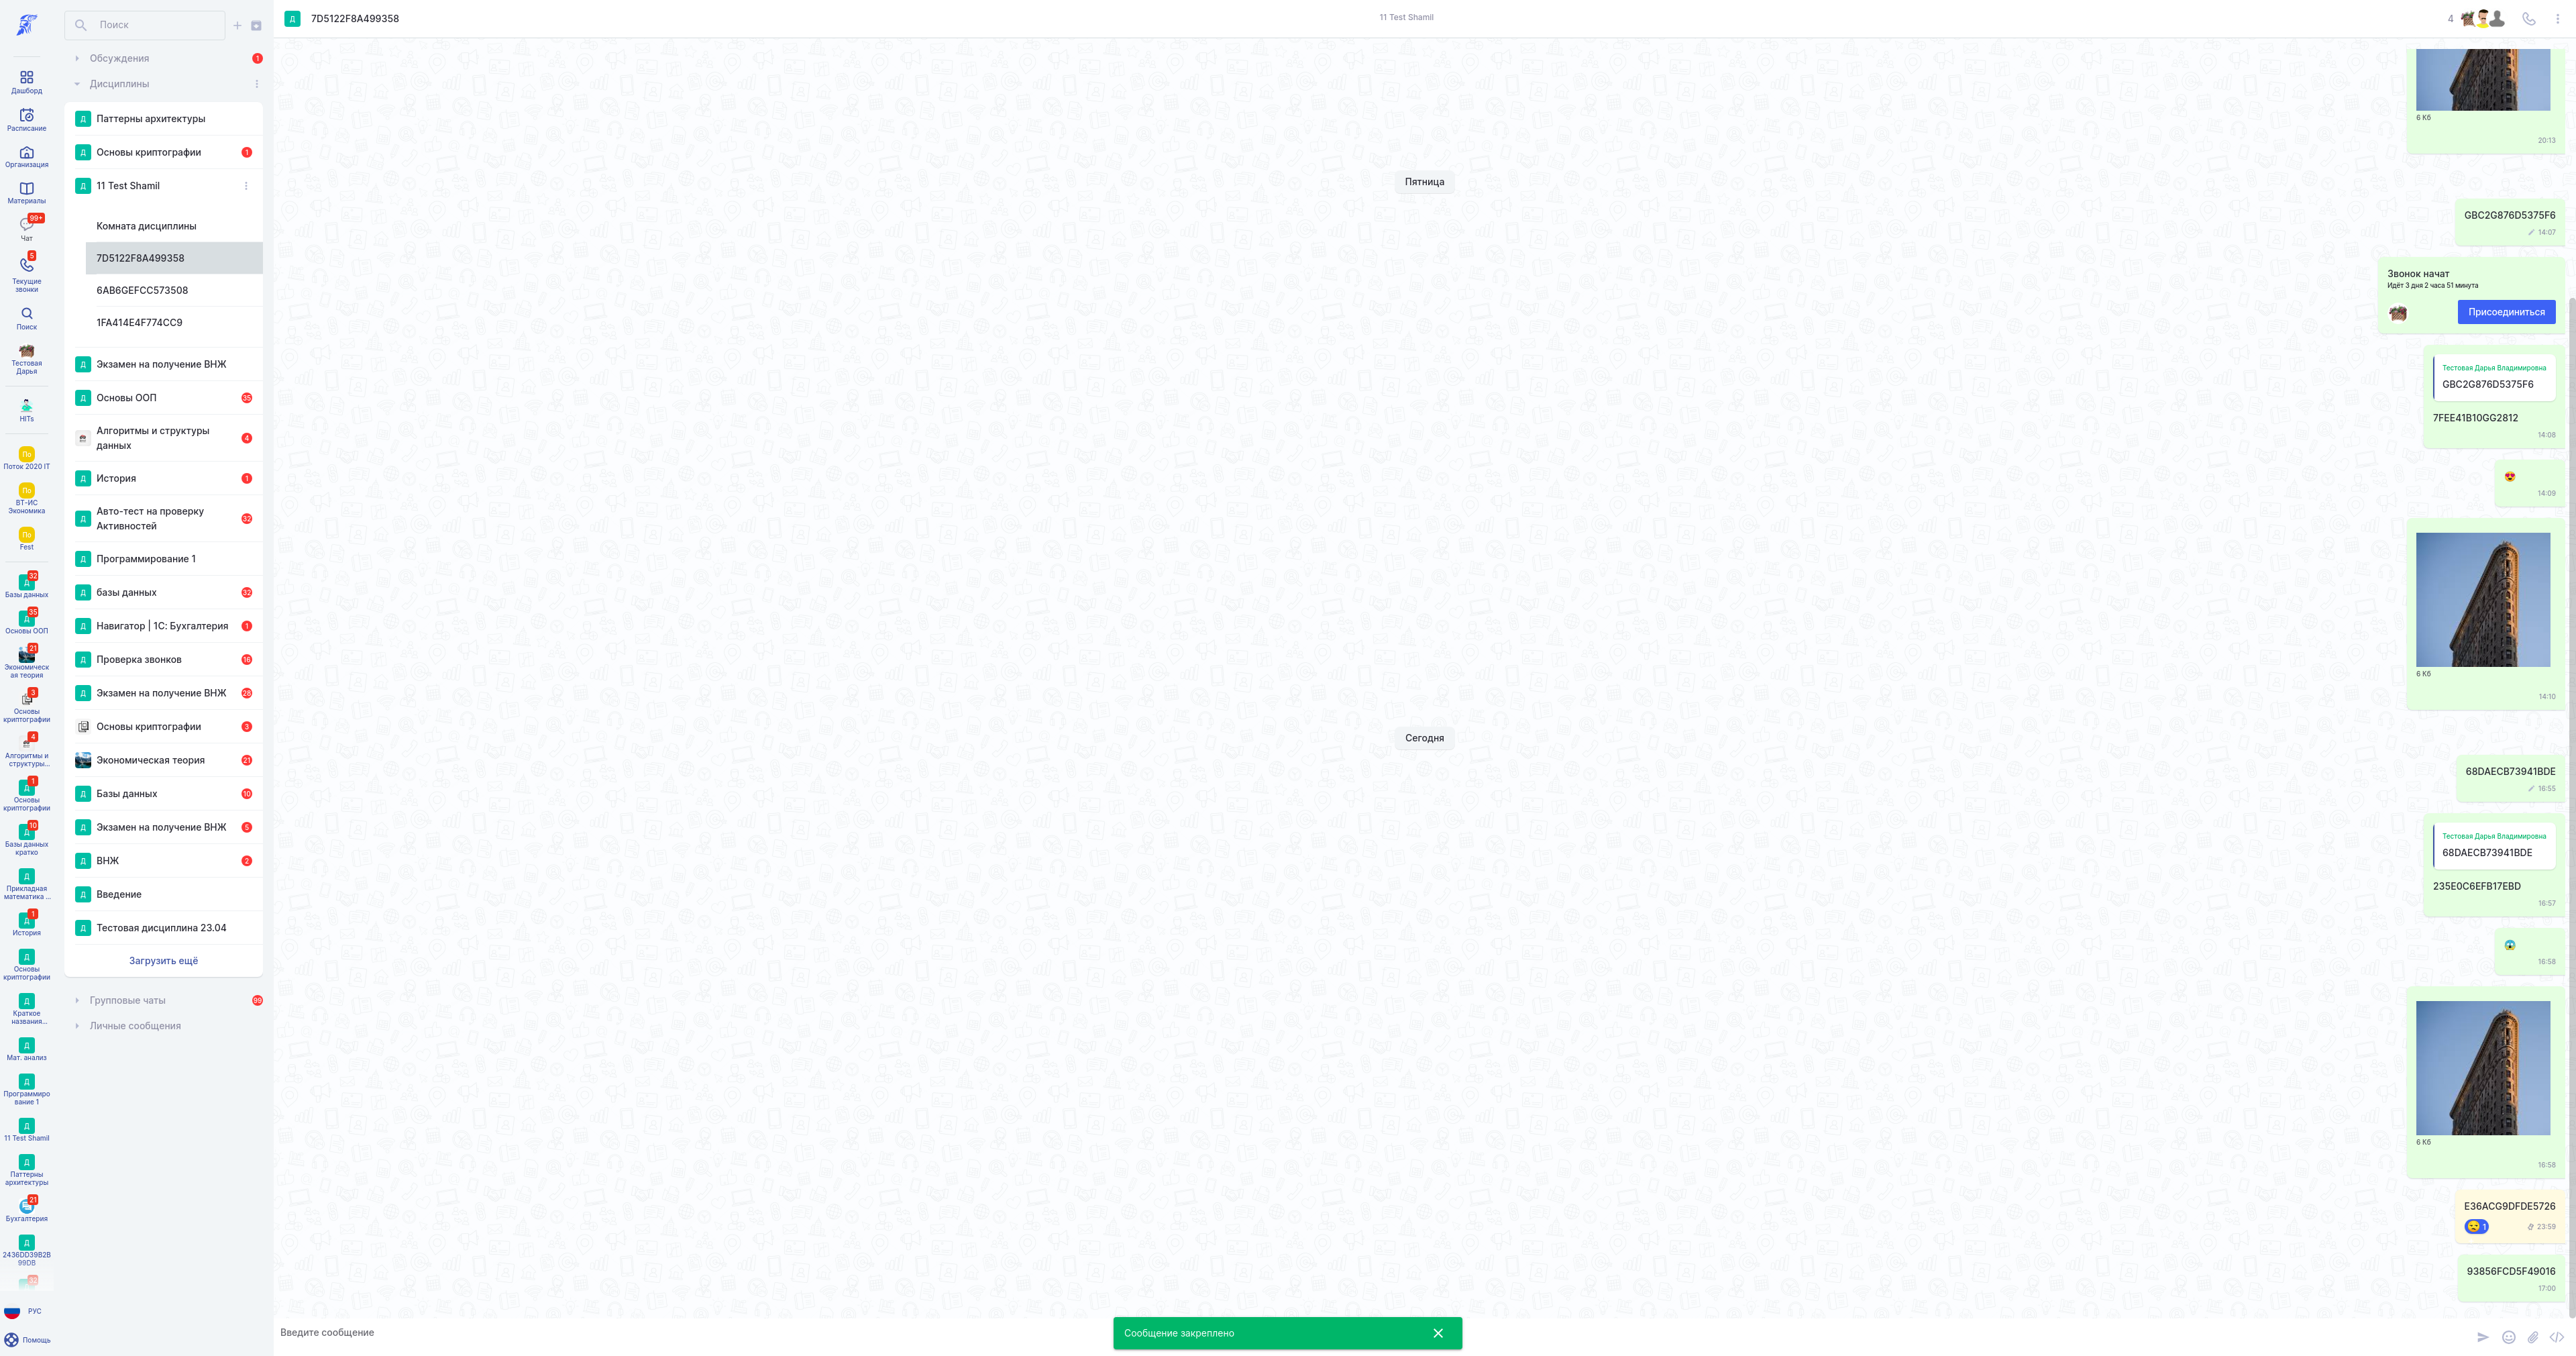 Дашборд
Расписание
Организация
Материалы
99+
Чат
5
Текущие
звонки
Поиск
Тестовая
Дарья
HITs
По
Поток 2020 IT
По
ВТ-ИС
Экономика
По
Fest
32
Д
Базы данных
35
Д
Основы ООП
21
Экономическ
ая теория
3
Основы
криптографии
4
Алгоритмы и
структуры...
1
Д
Основы
криптографии
10
Д
Базы данных
кратко
Д
Прикладная
математика ...
1
Д
История
Д
Основы
криптографии
Д
Краткое
названия...
Д
Мат. анализ
Д
Программиро
вание 1
Д
11 Test Shamil
Д
Паттерны
архитектуры
21
Бухгалтерия
Д
2436DD39B2B
99DB
32
РУС
Помощь
Поиск
Обсуждения 1
Дисциплины
Д Паттерны архитектуры
Д Основы криптографии 1
Д 11 Test Shamil
Комната дисциплины
7D5122F8A499358
6AB6GEFCC573508
1FA414E4F774CC9
Д Экзамен на получение ВНЖ
Д Основы ООП 35
Алгоритмы и структуры
данных 4
Д История 1
Д Авто-тест на проверку
Активностей 32
Д Программирование 1
Д базы данных 32
Д Навигатор | 1С: Бухгалтерия 1
Д Проверка звонков 16
Д Экзамен на получение ВНЖ 28
Основы криптографии 3
Экономическая теория 21
Д Базы данных 10
Д Экзамен на получение ВНЖ 5
Д ВНЖ 2
Д Введение
Д Тестовая дисциплина 23.04
Загрузить ещё
Групповые чаты 99
Личные сообщения
Д 7D5122F8A499358
11 Test Shamil
4
6 Кб
20:13
Пятница
GBC2G876D5375F6
14:07
Звонок начат
Идёт 3 дня 2 часа 51 минута
Присоединиться
Тестовая Дарья Владимировна
GBC2G876D5375F6
7FEE41B10GG2812
14:08
14:09
6 Кб
14:10
Сегодня
68DAECB73941BDE
16:55
Тестовая Дарья Владимировна
68DAECB73941BDE
235E0C6EFB17EBD
16:57
16:58
6 Кб
16:58
E36ACG9DFDE5726
1 23:59
93856FCD5F49016
17:00
Введите сообщение
Сообщение закреплено